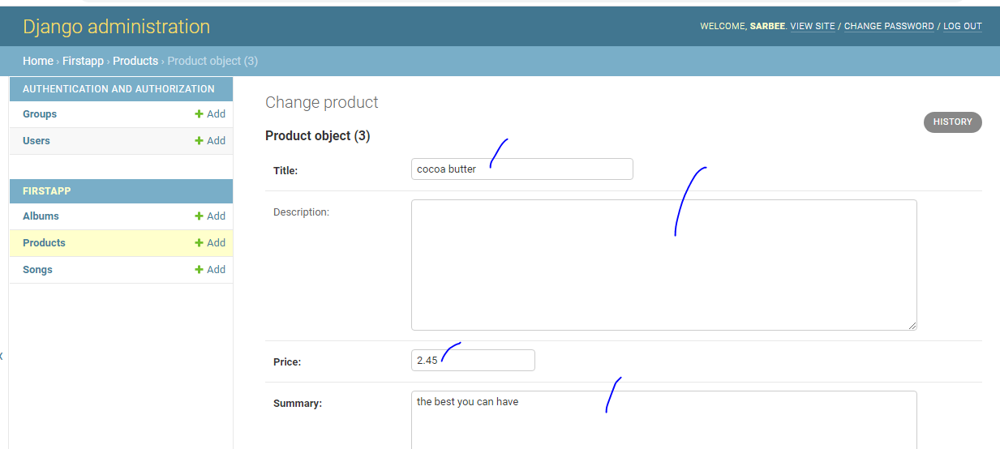 Django administration
WELCOME, SARBEE. VIEW SITE / CHANGE PASSWORD / LOG OUT
Home › Firstapp › Products › Product object (3)
AUTHENTICATION AND AUTHORIZATION
Groups
+ Add
Users
+ Add
FIRSTAPP
Albums
+ Add
Products
+ Add
Songs
+ Add
Change product
HISTORY
Product object (3)
Title:
cocoa butter
Description:
Price:
2.45
Summary:
the best you can have